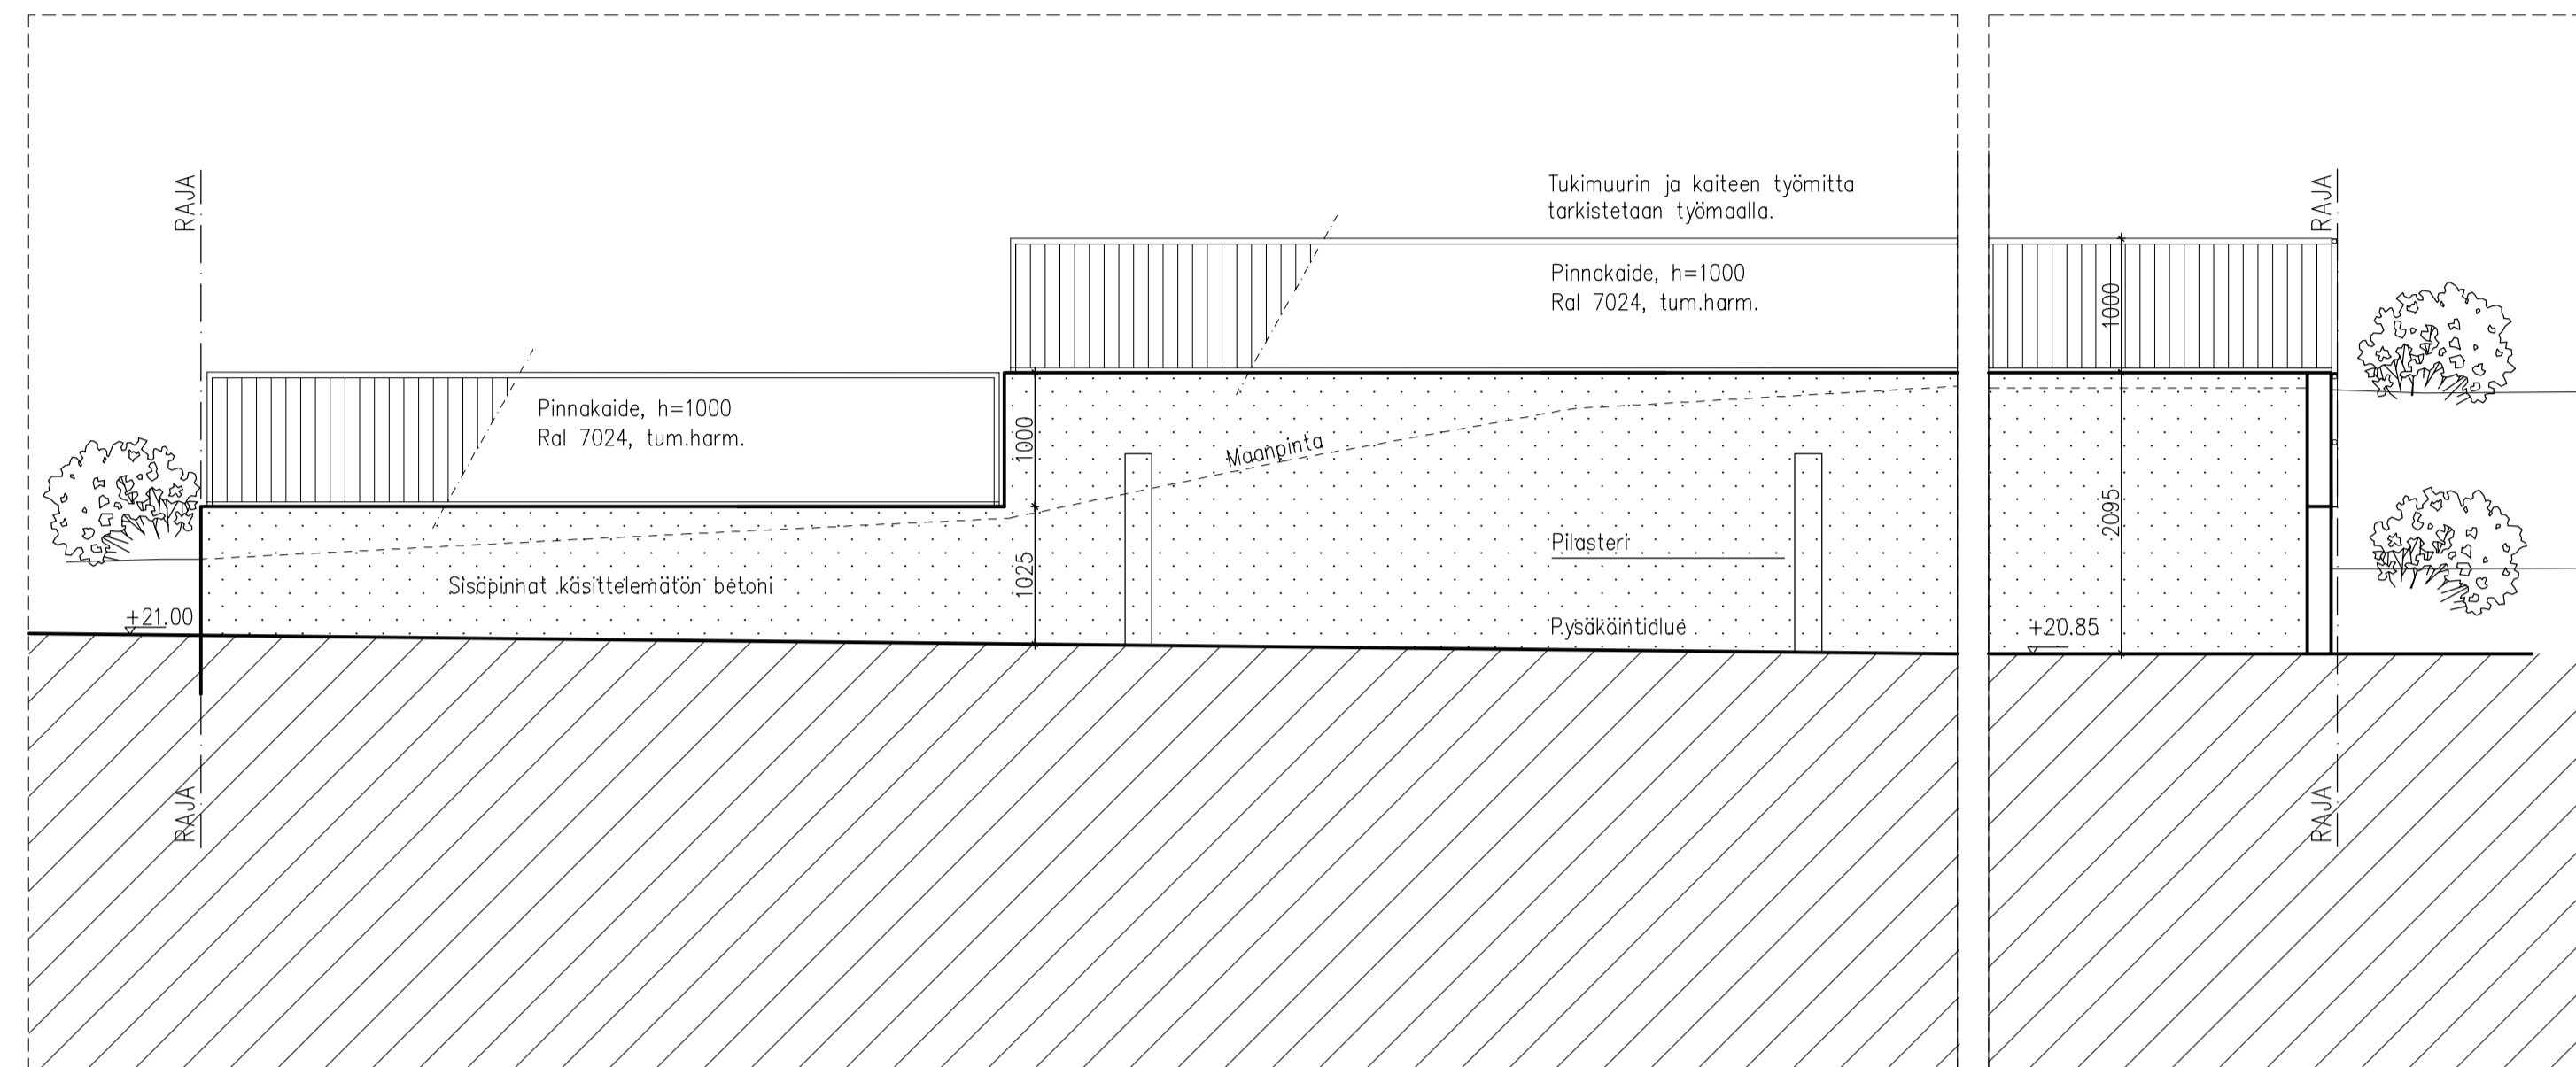 RAJA
RAJA
Tukimuurin ja kaiteen työmitta
tarkistetaan työmaalla.
Pinnakaide, h=1000
Ral 7024, tum.harm.
1000
Pinnakaide, h=1000
Ral 7024, tum.harm.
1000
Maanpinta
2095
Pilasteri
1025
Sisäpinnat käsittelemätön betoni
+21.00
Pysäköintialue
+20.85
RAJA
RAJA